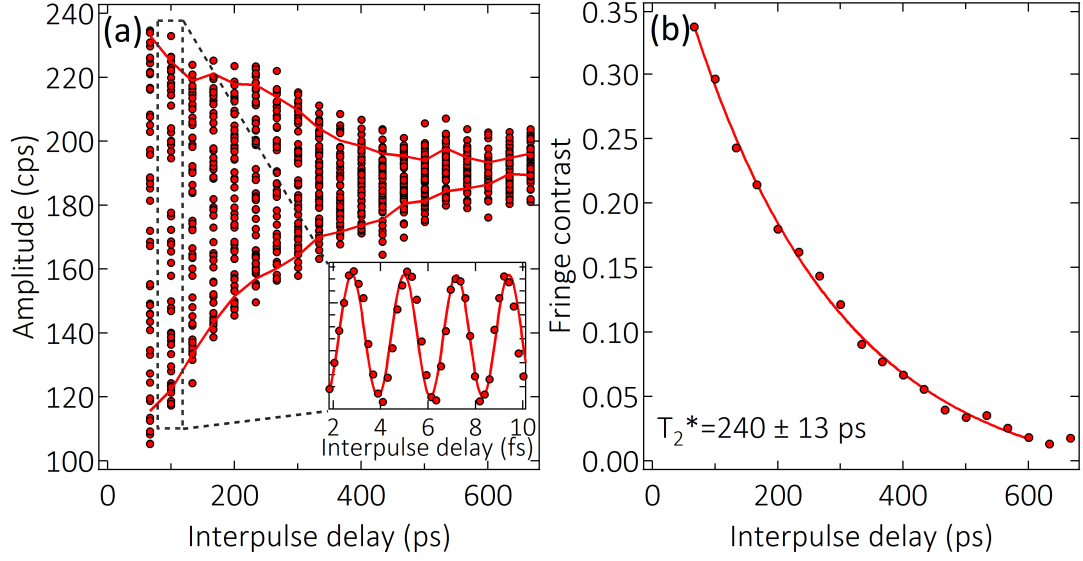 (a)
240
220
200
180
160
140
120
100
Amplitude (cps)
0 200 400 600
Interpulse delay (ps)
2 4 6 8 10
Interpulse delay (fs)
(b)
0.35
0.30
0.25
0.20
0.15
0.10
0.05
0.00
Fringe contrast
T2*=240 ± 13 ps
0 200 400 600
Interpulse delay (ps)